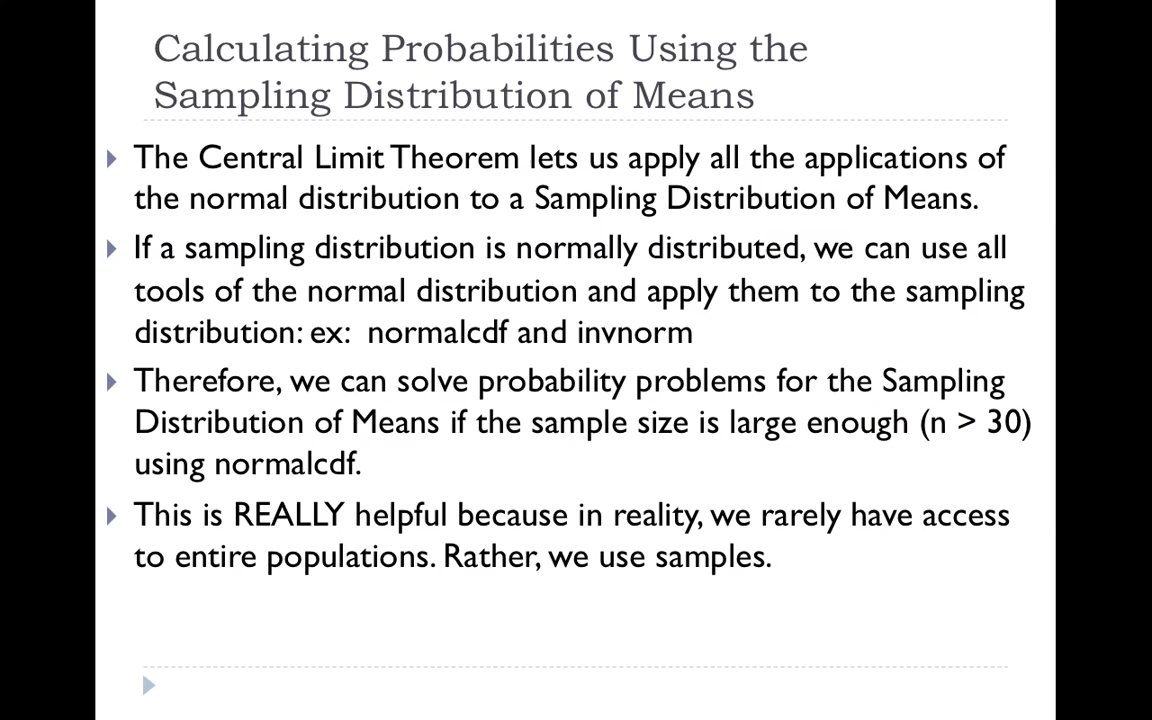 Calculating Probabilities Using the
Sampling Distribution of Means
The Central Limit Theorem lets us apply all the applications of
the normal distribution to a Sampling Distribution of Means.
If a sampling distribution is normally distributed, we can use all
tools of the normal distribution and apply them to the sampling
distribution: ex: normalcdf and invnorm
Therefore, we can solve probability problems for the Sampling
Distribution of Means if the sample size is large enough (n > 30)
using normalcdf.
This is REALLY helpful because in reality, we rarely have access
to entire populations. Rather, we use samples.